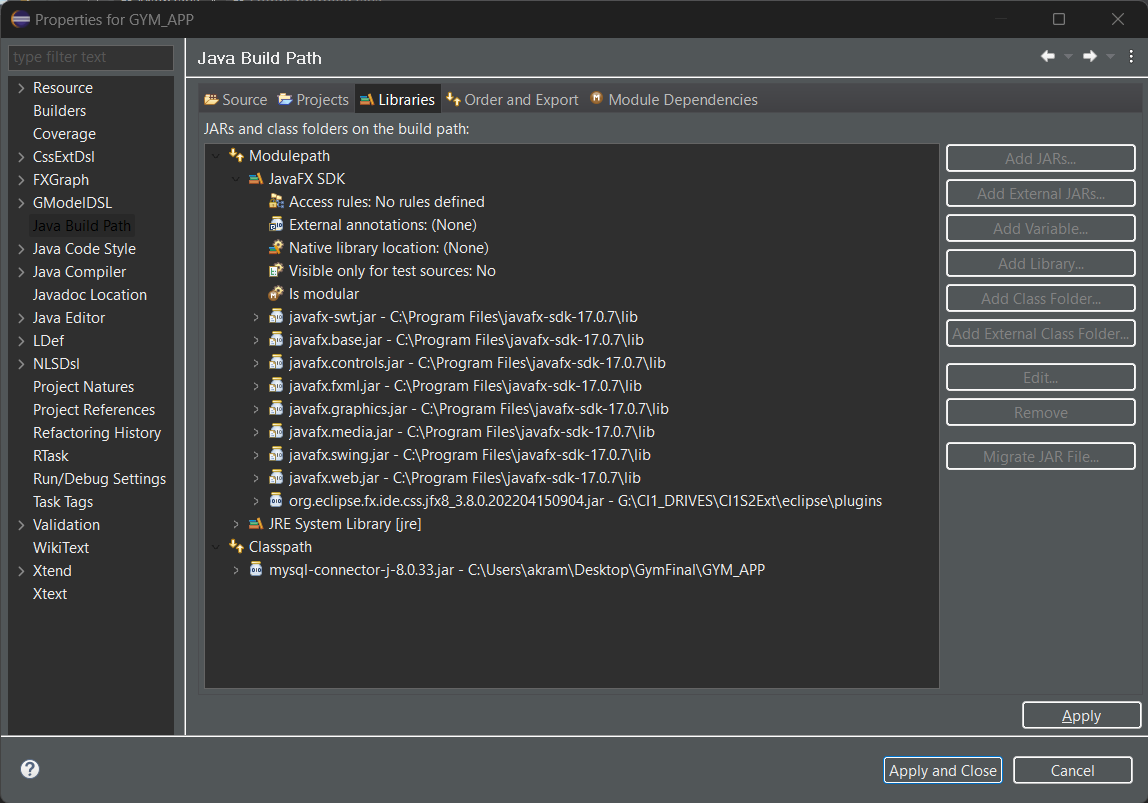 Properties for GYM_APP
type filter text
Resource
Builders
Coverage
CssExtDsl
FXGraph
GModelDSL
Java Build Path
Java Code Style
Java Compiler
Javadoc Location
Java Editor
LDef
NLSDsl
Project Natures
Project References
Refactoring History
RTask
Run/Debug Settings
Task Tags
Validation
WikiText
Xtend
Xtext
Java Build Path
Source Projects Libraries Order and Export Module Dependencies
JARs and class folders on the build path:
Modulepath
JavaFX SDK
Access rules: No rules defined
External annotations: (None)
Native library location: (None)
Visible only for test sources: No
Is modular
javafx-swt.jar - C:\Program Files\javafx-sdk-17.0.7\lib
javafx.base.jar - C:\Program Files\javafx-sdk-17.0.7\lib
javafx.controls.jar - C:\Program Files\javafx-sdk-17.0.7\lib
javafx.fxml.jar - C:\Program Files\javafx-sdk-17.0.7\lib
javafx.graphics.jar - C:\Program Files\javafx-sdk-17.0.7\lib
javafx.media.jar - C:\Program Files\javafx-sdk-17.0.7\lib
javafx.swing.jar - C:\Program Files\javafx-sdk-17.0.7\lib
javafx.web.jar - C:\Program Files\javafx-sdk-17.0.7\lib
org.eclipse.fx.ide.css.jfx8_3.8.0.202204150904.jar - G:\CI1_DRIVES\CI1S2Ext\eclipse\plugins
JRE System Library [jre]
Classpath
mysql-connector-j-8.0.33.jar - C:\Users\akram\Desktop\GymFinal\GYM_APP
Add JARs...
Add External JARs...
Add Variable...
Add Library...
Add Class Folder...
Add External Class Folder...
Edit...
Remove
Migrate JAR File...
Apply
Apply and Close
Cancel